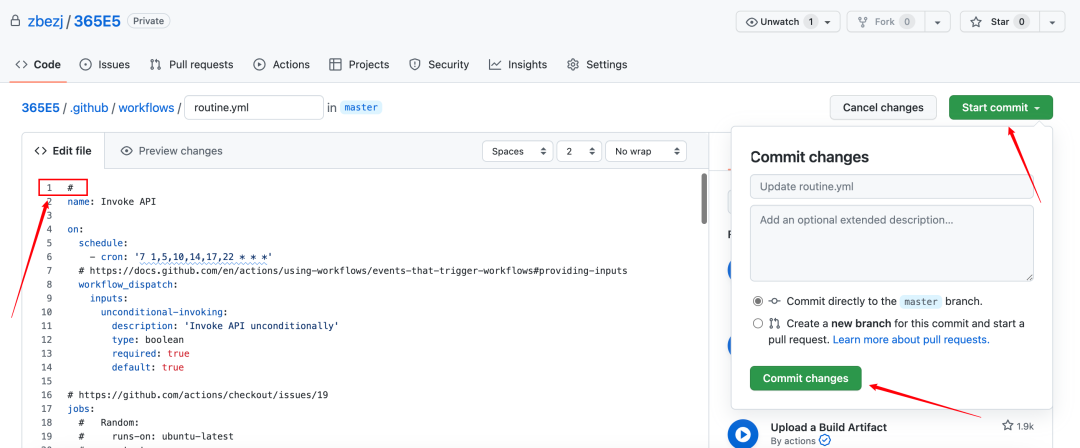 zbezj / 365E5 Private
Unwatch 1
Fork 0
Star 0
Code
Issues
Pull requests
Actions
Projects
Security
Insights
Settings
365E5 / .github / workflows / routine.yml in master
Cancel changes
Start commit
Edit file
Preview changes
Spaces
2
No wrap
1 #
2 name: Invoke API
3
4 on:
5 schedule:
6 - cron: '7 1,5,10,14,17,22 * * *'
7 # https://docs.github.com/en/actions/using-workflows/events-that-trigger-workflows#providing-inputs
8 workflow_dispatch:
9 inputs:
10 unconditional-invoking:
11 description: 'Invoke API unconditionally'
12 type: boolean
13 required: true
14 default: true
15
16 # https://github.com/actions/checkout/issues/19
17 jobs:
18 # Random:
19 # runs-on: ubuntu-latest
Commit changes
Update routine.yml
Add an optional extended description...
Commit directly to the master branch.
Create a new branch for this commit and start a
pull request. Learn more about pull requests.
Commit changes
Upload a Build Artifact
1.9k
By actions